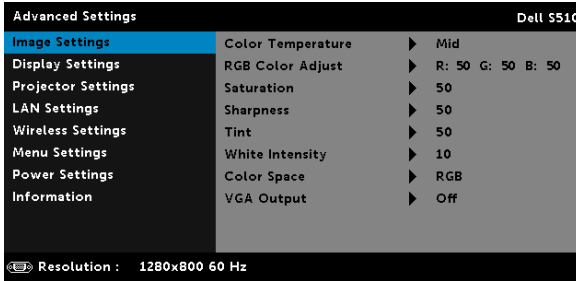 Advanced Settings Dell S510
Image Settings Color Temperature Mid
Display Settings RGB Color Adjust R: 50 G: 50 B: 50
Projector Settings Saturation 50
LAN Settings Sharpness 50
Wireless Settings Tint 50
Menu Settings White Intensity 10
Power Settings Color Space RGB
Information VGA Output Off
Resolution : 1280x800 60 Hz